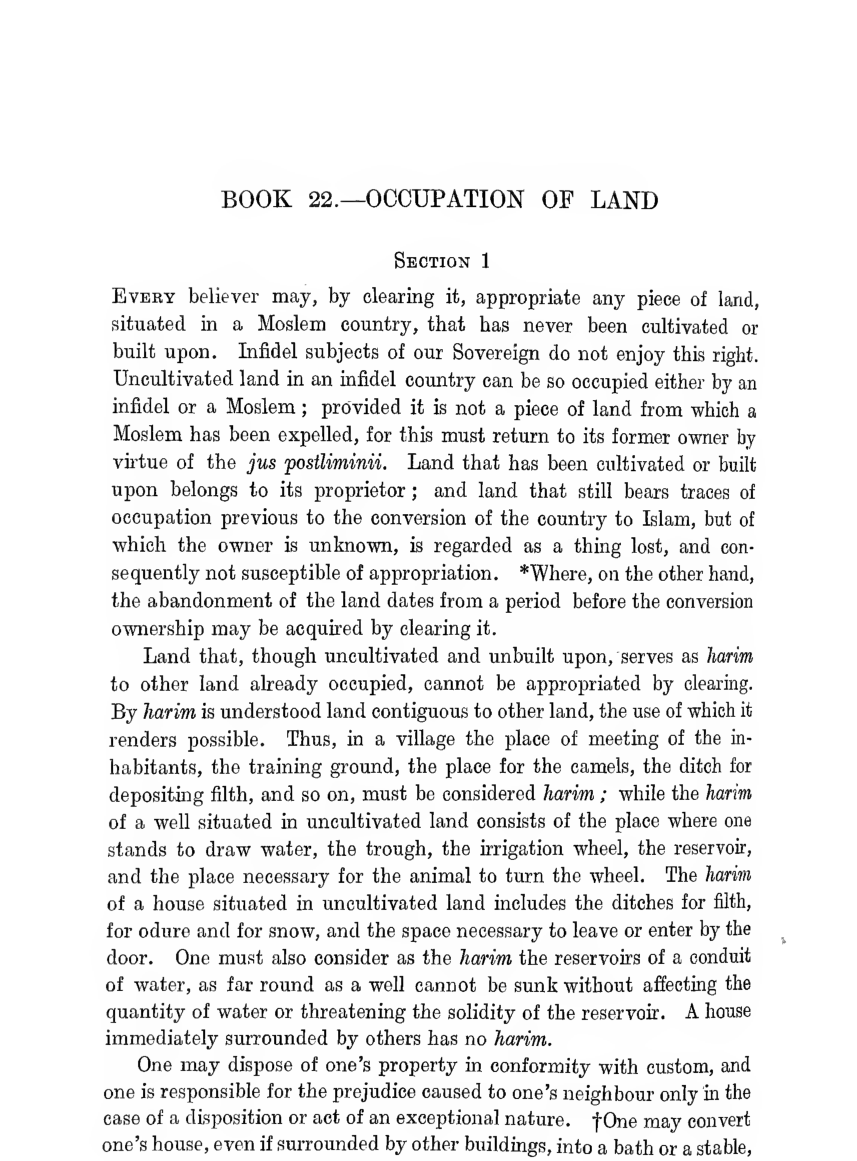 BOOK 22.—OCCUPATION OF LAND
SECTION 1
EVERY believer may, by clearing it, appropriate any piece of land,
situated in a Moslem country, that has never been cultivated or
built upon. Infidel subjects of our Sovereign do not enjoy this right.
Uncultivated land in an infidel country can be so occupied either by an
infidel or a Moslem ; provided it is not a piece of land from which a
Moslem has been expelled, for this must return to its former owner by
virtue of the jus postliminii. Land that has been cultivated or built
upon belongs to its proprietor ; and land that still bears traces of
occupation previous to the conversion of the country to Islam, but of
which the owner is unknown, is regarded as a thing lost, and con-
sequently not susceptible of appropriation. *Where, on the other hand,
the abandonment of the land dates from a period before the conversion
ownership may be acquired by clearing it.
Land that, though uncultivated and unbuilt upon, serves as harim
to other land already occupied, cannot be appropriated by clearing.
By harim is understood land contiguous to other land, the use of which it
renders possible. Thus, in a village the place of meeting of the in-
habitants, the training ground, the place for the camels, the ditch for
depositing filth, and so on, must be considered harim ; while the harim
of a well situated in uncultivated land consists of the place where one
stands to draw water, the trough, the irrigation wheel, the reservoir,
and the place necessary for the animal to turn the wheel. The harim
of a house situated in uncultivated land includes the ditches for filth,
for odure and for snow, and the space necessary to leave or enter by the
door. One must also consider as the harim the reservoirs of a conduit
of water, as far round as a well cannot be sunk without affecting the
quantity of water or threatening the solidity of the reservoir. A house
immediately surrounded by others has no harim.
One may dispose of one's property in conformity with custom, and
one is responsible for the prejudice caused to one's neighbour only in the
case of a disposition or act of an exceptional nature. †One may convert
one's house, even if surrounded by other buildings, into a bath or a stable,